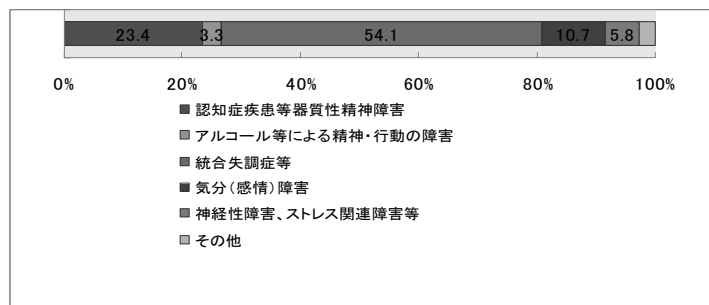 23.4 3.3 54.1 10.7 5.8
0% 20% 40% 60% 80% 100%
認知症疾患等器質性精神障害
アルコール等による精神・行動の障害
統合失調症等
気分(感情)障害
神経性障害、ストレス関連障害等
その他